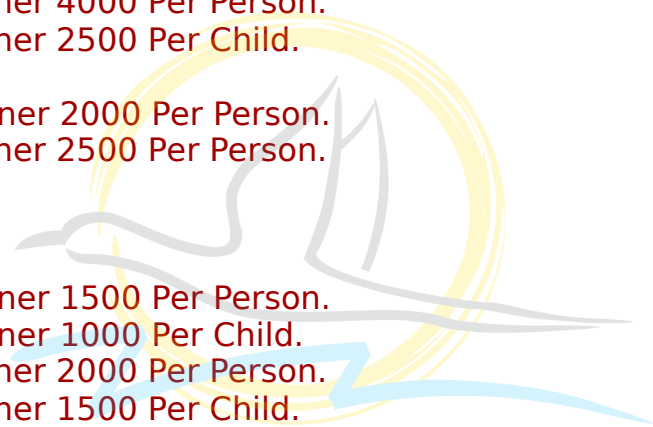 ner 4000 Per Person.
ner 2500 Per Child.
ner 2000 Per Person.
ner 2500 Per Person.
ner 1500 Per Person.
ner 1000 Per Child.
ner 2000 Per Person.
ner 1500 Per Child.